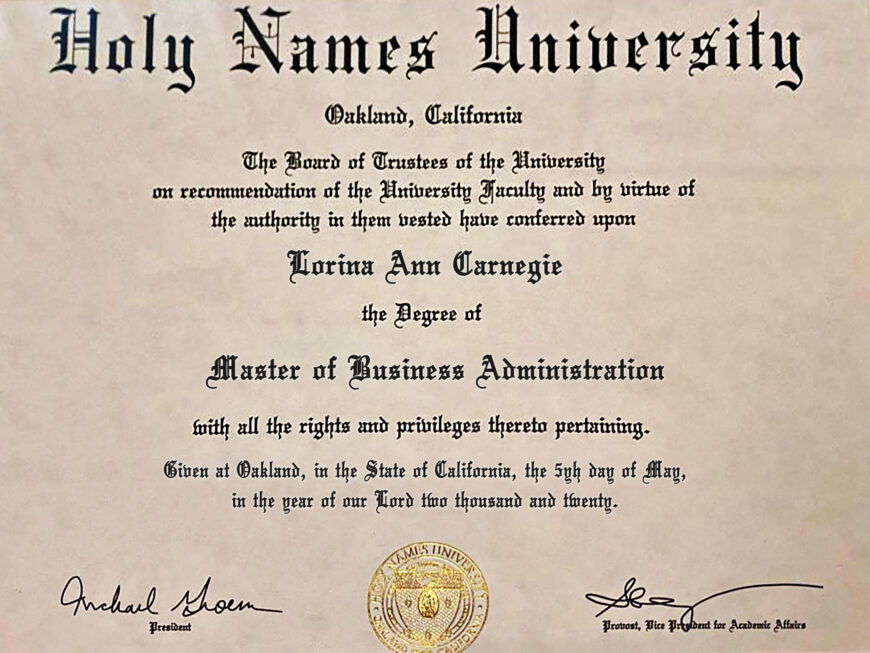 Holy Names University
Oakland, California
The Board of Trustees of the University
on recommendation of the University Faculty and by virtue of
the authority in them vested have conferred upon
Lorina Ann Carnegie
the Degree of
Master of Business Administration
with all the rights and privileges thereto pertaining.
Given at Oakland, in the State of California, the 5yh day of May,
in the year of our Lord two thousand and twenty.
President
Provost, Vice President for Academic Affairs
HOLY NAMES UNIVERSITY
CALIFORNIA